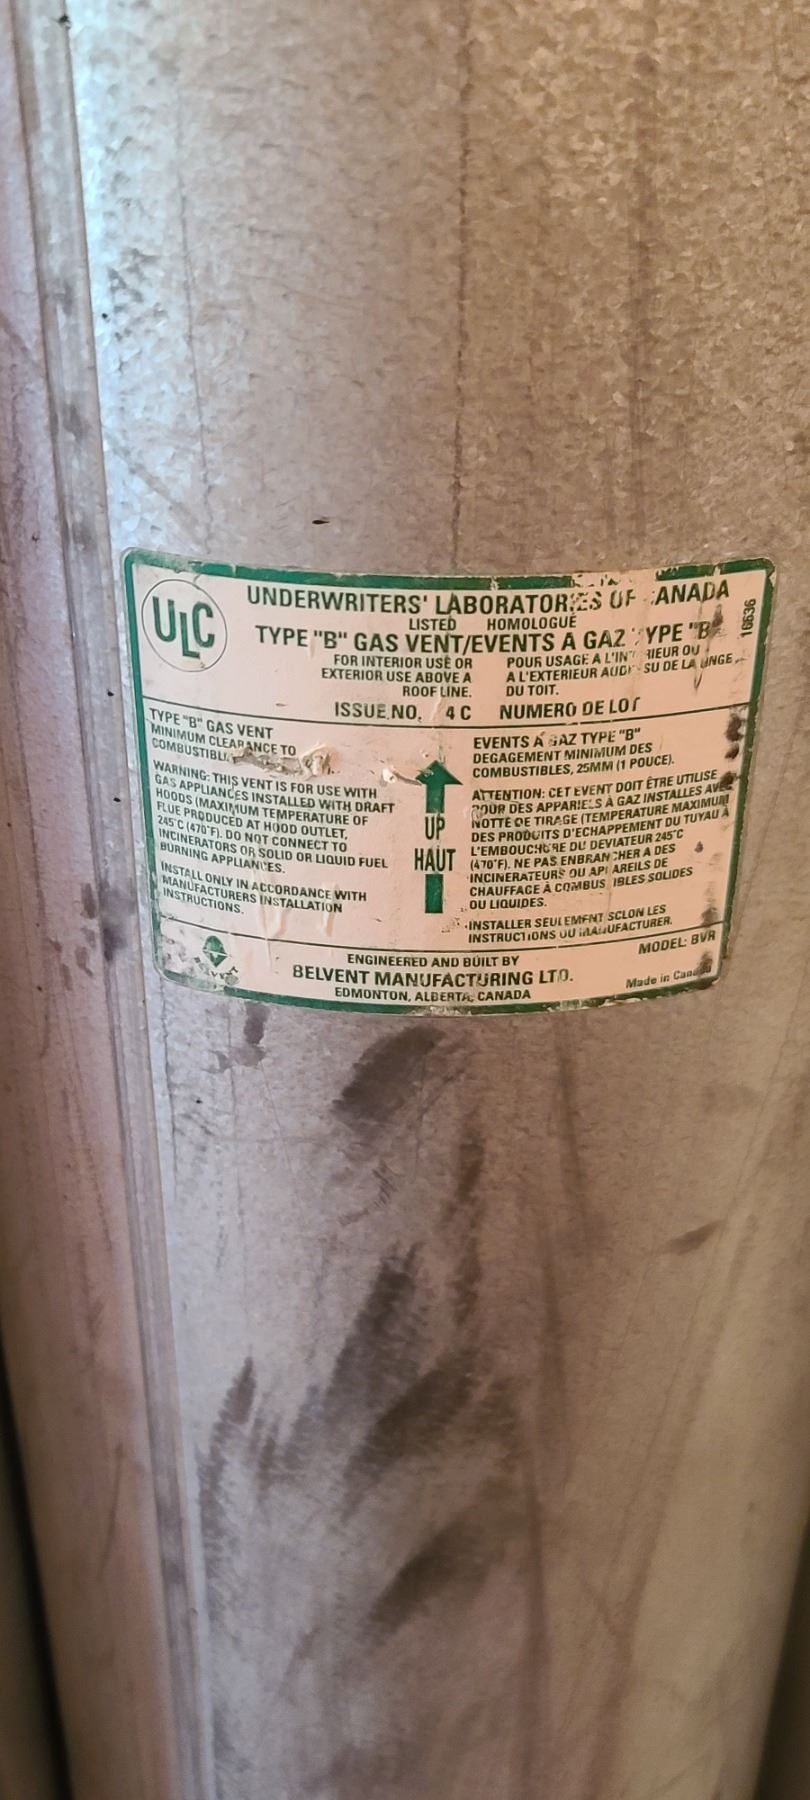 ULC
UNDERWRITERS' LABORATORIES OF CANADA
LISTED HOMOLOGUÉ
TYPE "B" GAS VENT/EVENTS A GAZ TYPE "B"
FOR INTERIOR USE OR
EXTERIOR USE ABOVE A
ROOF LINE.
POUR USAGE A L'INTERIEUR OU
A L'EXTERIEUR SU DE LA
DU TOIT.
16636
ISSUE NO. 4 C NUMERO DE LOT
TYPE "B" GAS VENT
MINIMUM CLEARANCE TO
COMBUSTIBL
WARNING: THIS VENT IS FOR USE WITH
GAS APPLIANCES INSTALLED WITH DRAFT
HOODS (MAXIMUM TEMPERATURE OF
FLUE PRODUCED AT HOOD OUTLET,
245°C (470°F). DO NOT CONNECT TO
INCINERATORS OR SOLID OR LIQUID FUEL
BURNING APPLIANCES.
INSTALL ONLY IN ACCORDANCE WITH
MANUFACTURERS INSTALLATION
INSTRUCTIONS.
UP
HAUT
EVENTS A GAZ TYPE "B"
DEGAGEMENT MINIMUM DES
COMBUSTIBLES, 25MM (1 POUCE).
ATTENTION: CET EVENT DOIT ÊTRE UTILISE
POUR DES APPARIELS À GAZ INSTALLES AVEC
NOTTE DE TIRAGE (TEMPERATURE MAXIMUM
DES PRODUITS D'ECHAPPEMENT DU TUYAU À
L'EMBOUCHURE DU DEVIATEUR 245°C
(470°F). NE PAS ENBRANCHER A DES
INCINERATEURS OU APPAREILS DE
CHAUFFAGE À COMBUSTIBLES SOLIDES
OU LIQUIDES.
INSTALLER SEULEMENT SCLON LES
INSTRUCTIONS DU MANUFACTURER.
ENGINEERED AND BUILT BY
BELVENT MANUFACTURING LTD.
EDMONTON, ALBERTA, CANADA
MODEL: BVR
Made in Canada